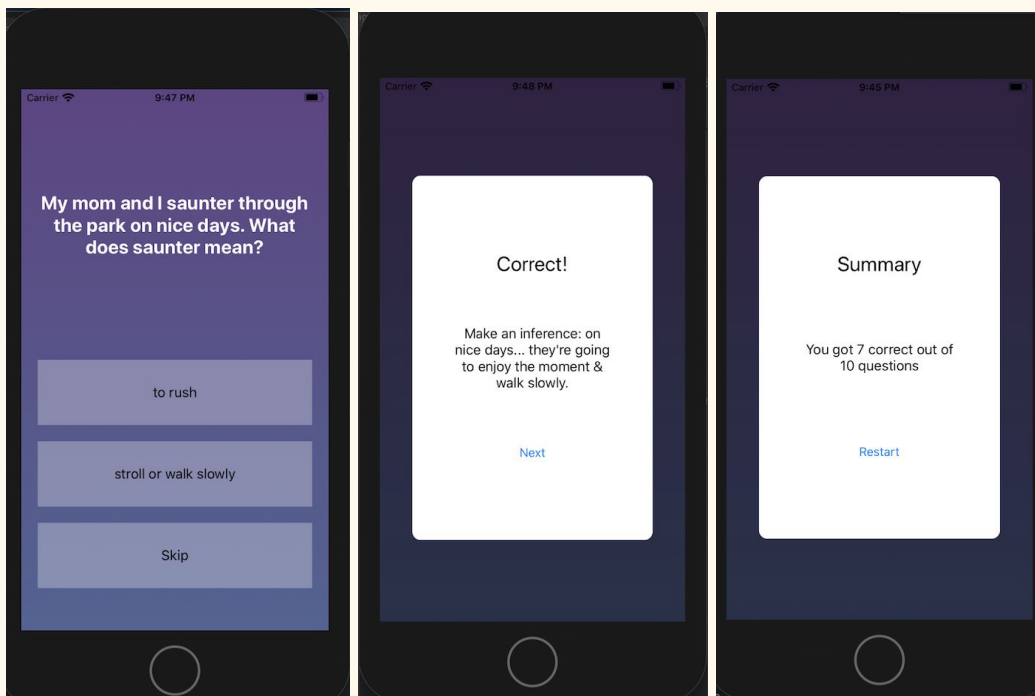 Carrier
9:47 PM
My mom and I saunter through
the park on nice days. What
does saunter mean?
to rush
stroll or walk slowly
Skip
Carrier
9:48 PM
Correct!
Make an inference: on
nice days... they're going
to enjoy the moment &
walk slowly.
Next
Carrier
9:45 PM
Summary
You got 7 correct out of
10 questions
Restart